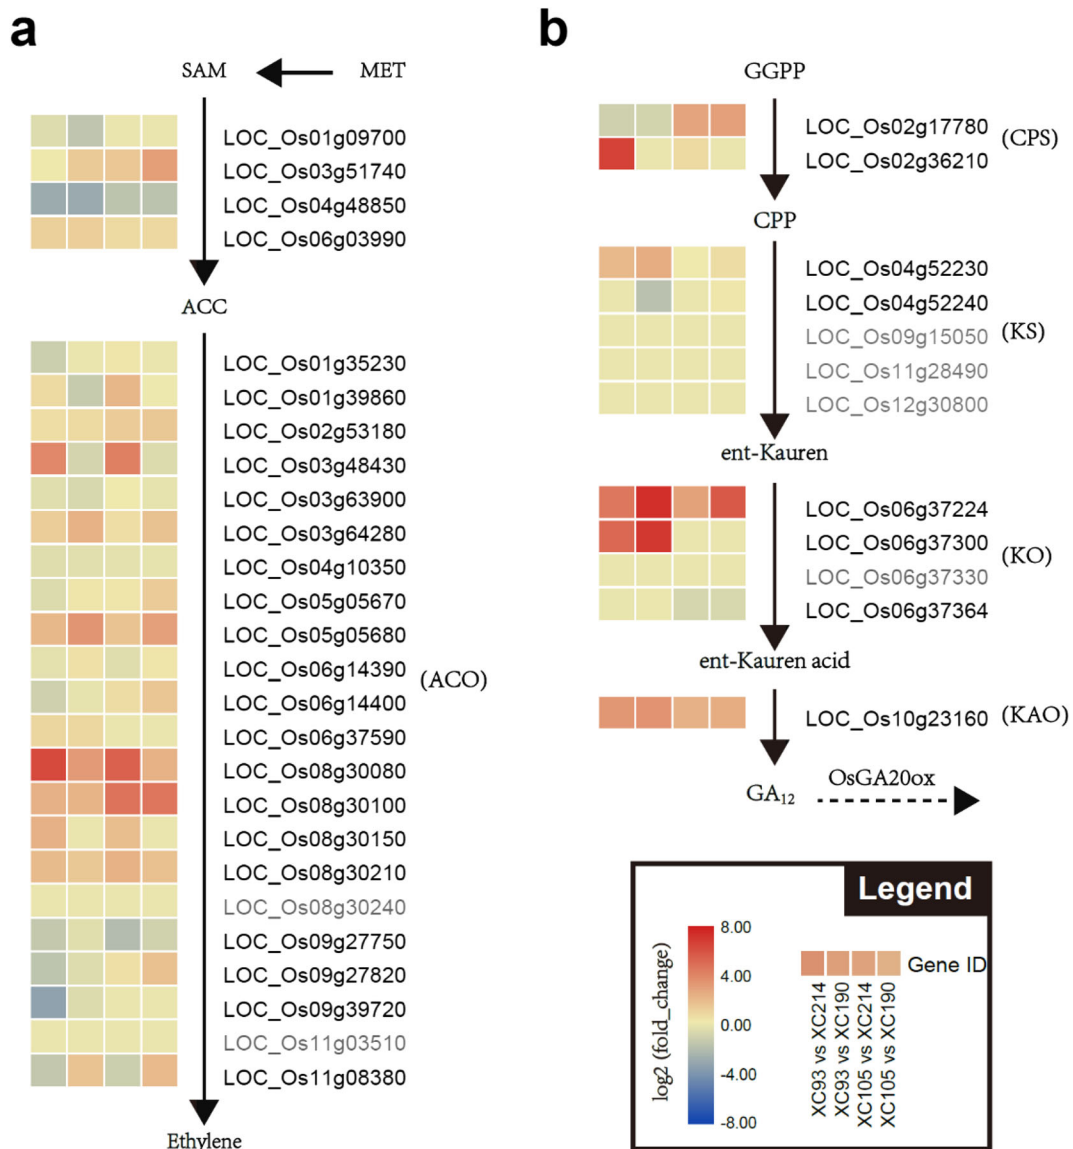 a
SAM
MET
LOC_Os01g09700
LOC_Os03g51740
LOC_Os04g48850
LOC_Os06g03990
ACC
LOC_Os01g35230
LOC_Os01g39860
LOC_Os02g53180
LOC_Os03g48430
LOC_Os03g63900
LOC_Os03g64280
LOC_Os04g10350
LOC_Os05g05670
LOC_Os05g05680
LOC_Os06g14390
(ACO)
LOC_Os06g14400
LOC_Os06g37590
LOC_Os08g30080
LOC_Os08g30100
LOC_Os08g30150
LOC_Os08g30210
LOC_Os08g30240
LOC_Os09g27750
LOC_Os09g27820
LOC_Os09g39720
LOC_Os11g03510
LOC_Os11g08380
Ethylene
b
GGPP
LOC_Os02g17780
(CPS)
LOC_Os02g36210
CPP
LOC_Os04g52230
LOC_Os04g52240
LOC_Os09g15050
(KS)
LOC_Os11g28490
LOC_Os12g30800
ent-Kauren
LOC_Os06g37224
LOC_Os06g37300
(KO)
LOC_Os06g37330
LOC_Os06g37364
ent-Kauren acid
LOC_Os10g23160
(KAO)
GA₁₂
OsGA20ox
Legend
log2 (fold_change)
8.00
4.00
0.00
-4.00
-8.00
Gene ID
XC93 vs XC214
XC93 vs XC190
XC105 vs XC214
XC105 vs XC190